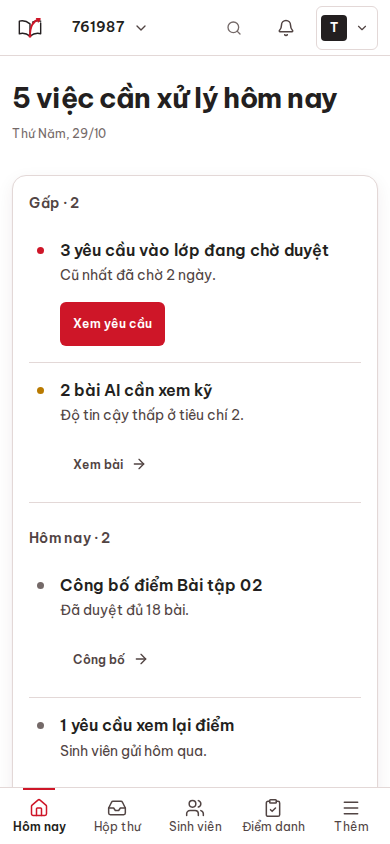 761987
T
5 việc cần xử lý hôm nay
Thứ Năm, 29/10
Gấp · 2
3 yêu cầu vào lớp đang chờ duyệt
Cũ nhất đã chờ 2 ngày.
Xem yêu cầu
2 bài AI cần xem kỹ
Độ tin cậy thấp ở tiêu chí 2.
Xem bài
Hôm nay · 2
Công bố điểm Bài tập 02
Đã duyệt đủ 18 bài.
Công bố
1 yêu cầu xem lại điểm
Sinh viên gửi hôm qua.
Hôm nay
Hộp thư
Sinh viên
Điểm danh
Thêm